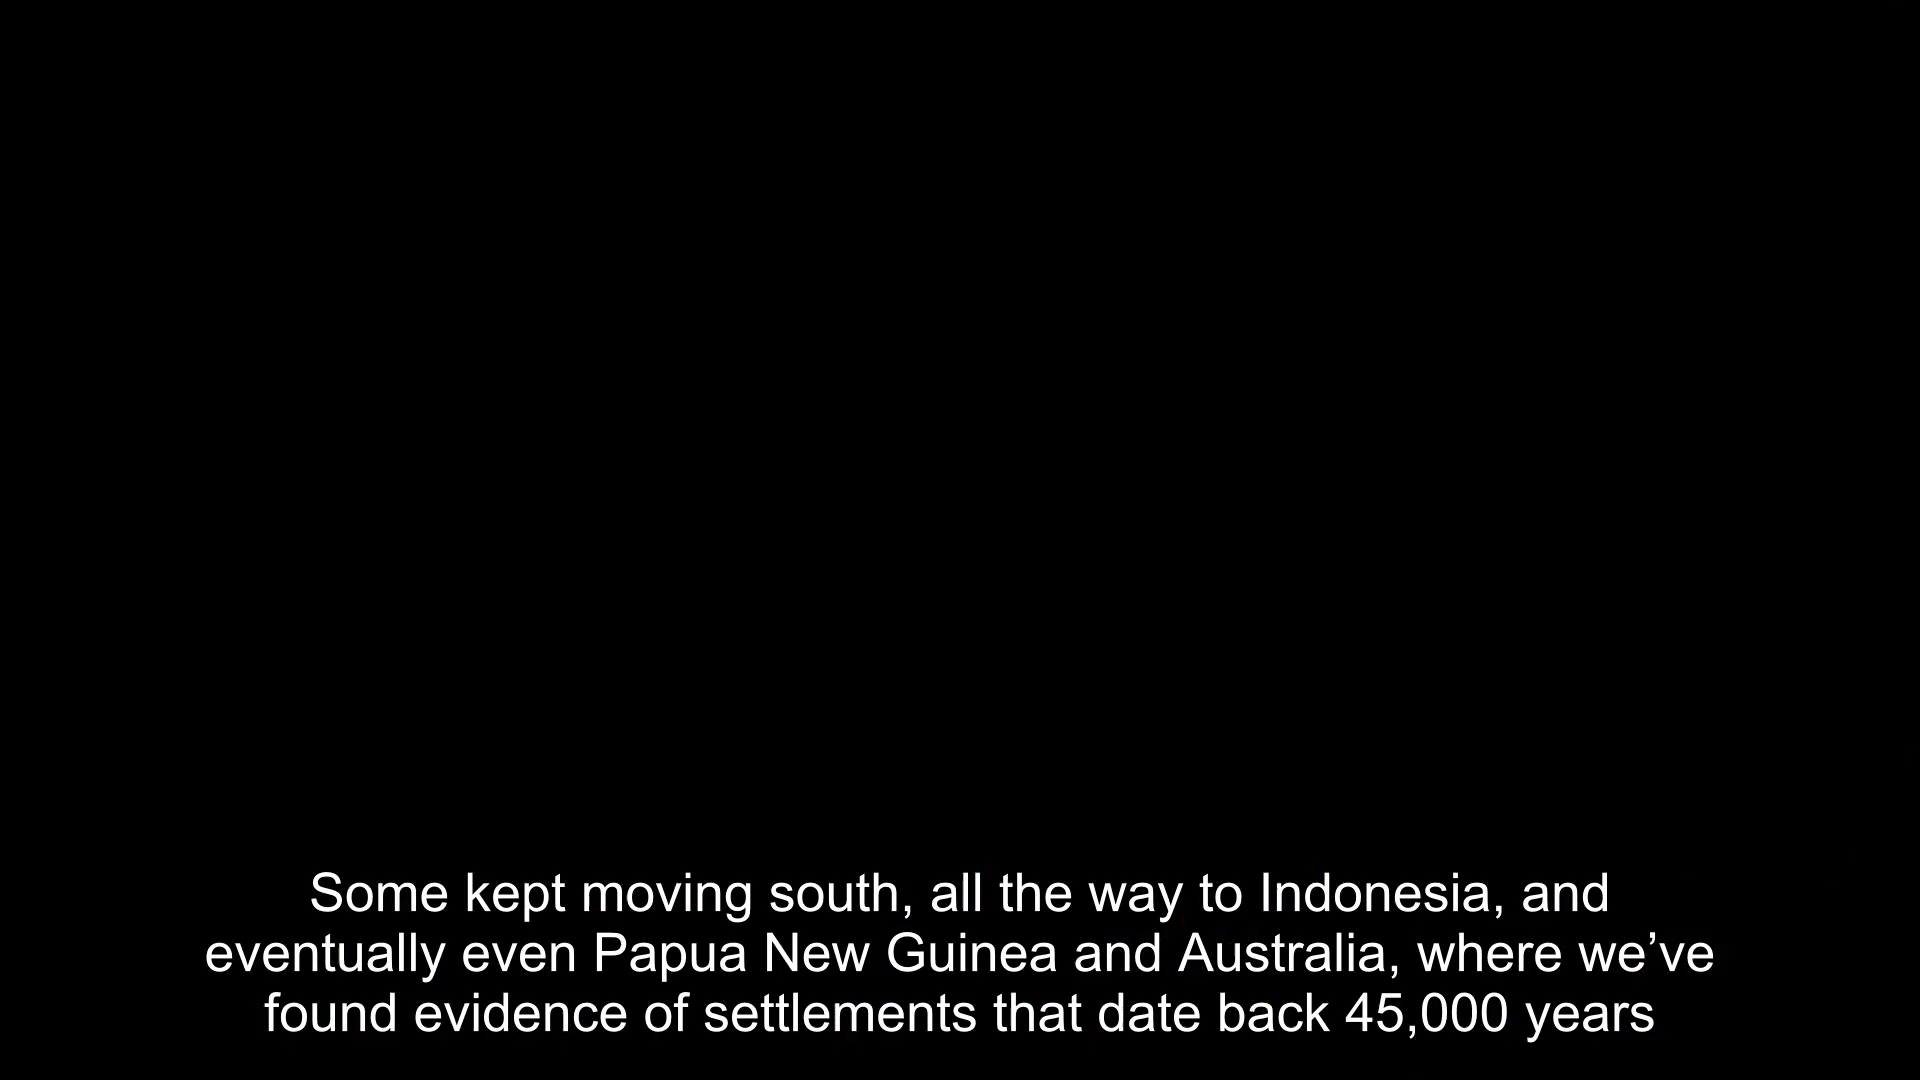 Some kept moving south, all the way to Indonesia, and
eventually even Papua New Guinea and Australia, where we’ve
found evidence of settlements that date back 45,000 years